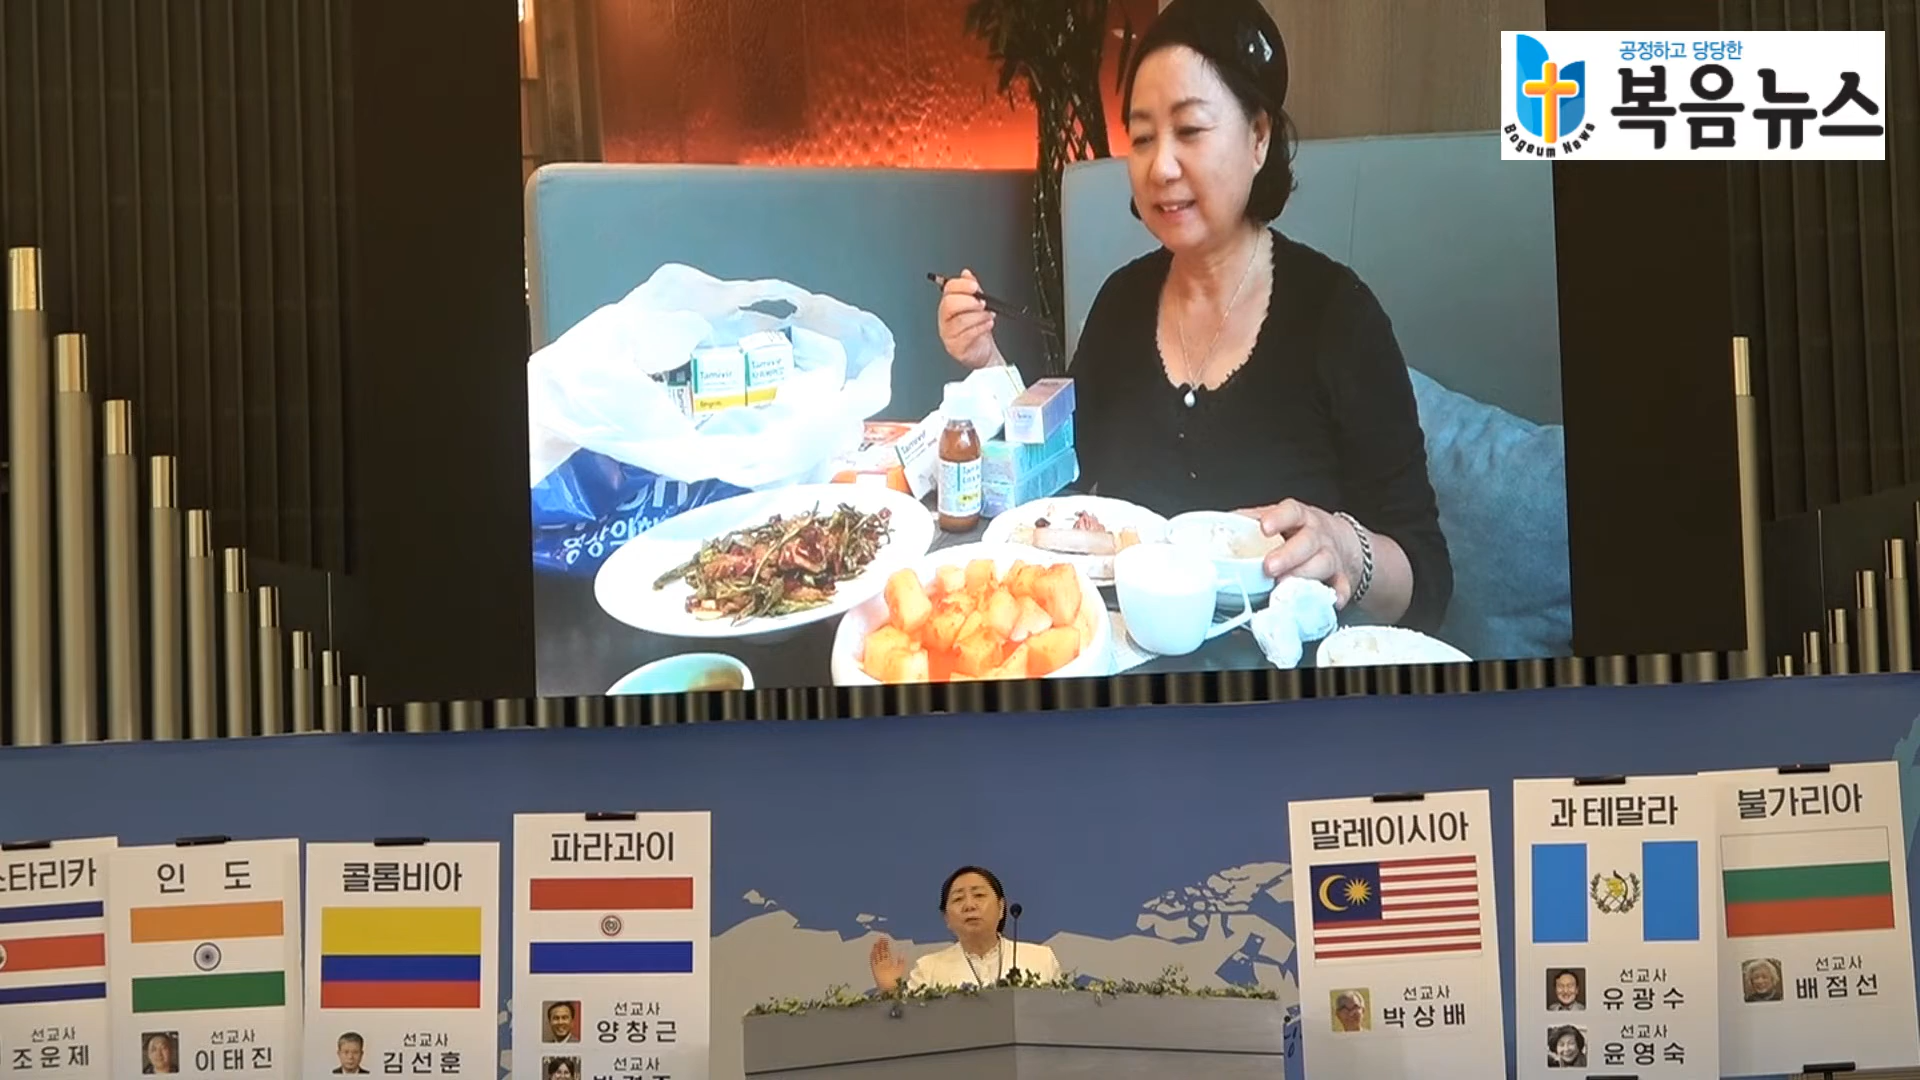 공정하고 당당한
복음뉴스
Bogeum News
Tamivir
Tamivir
스타리카
선교사
조운제
인 도
선교사
이태진
콜롬비아
선교사
김선훈
파라과이
선교사
양창근
선교사
말레이시아
선교사
박상배
과테말라
선교사
유광수
선교사
윤영숙
불가리아
선교사
배점선